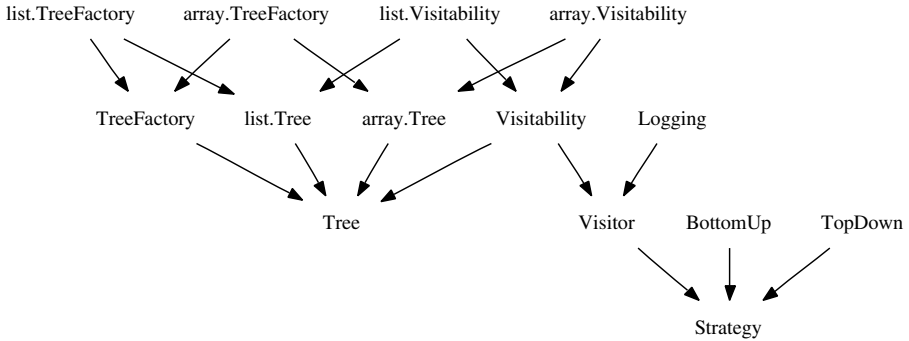 list.TreeFactory array.TreeFactory list.Visitability array.Visitability
TreeFactory list.Tree array.Tree Visitability Logging
Tree Visitor BottomUp TopDown
Strategy